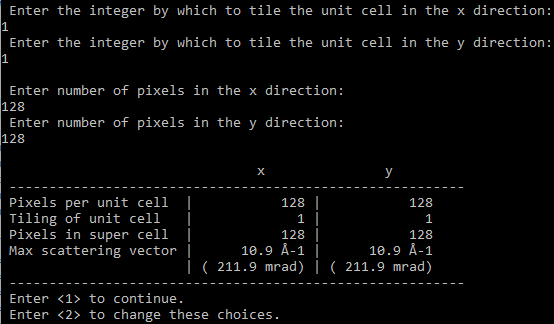 Enter the integer by which to tile the unit cell in the x direction:
1
Enter the integer by which to tile the unit cell in the y direction:
1
Enter number of pixels in the x direction:
128
Enter number of pixels in the y direction:
128
x y
-----------------------------------------------------------
Pixels per unit cell | 128 | 128
Tiling of unit cell | 1 | 1
Pixels in super cell | 128 | 128
Max scattering vector | 10.9 Å-1 | 10.9 Å-1
| ( 211.9 mrad) | ( 211.9 mrad)
-----------------------------------------------------------
Enter <1> to continue.
Enter <2> to change these choices.